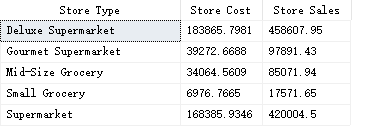 Store Type Store Cost Store Sales
Deluxe Supermarket 183865.7981 458607.95
Gourmet Supermarket 39272.6688 97891.43
Mid-Size Grocery 34064.5609 85071.94
Small Grocery 6976.7665 17571.65
Supermarket 168385.9346 420004.5